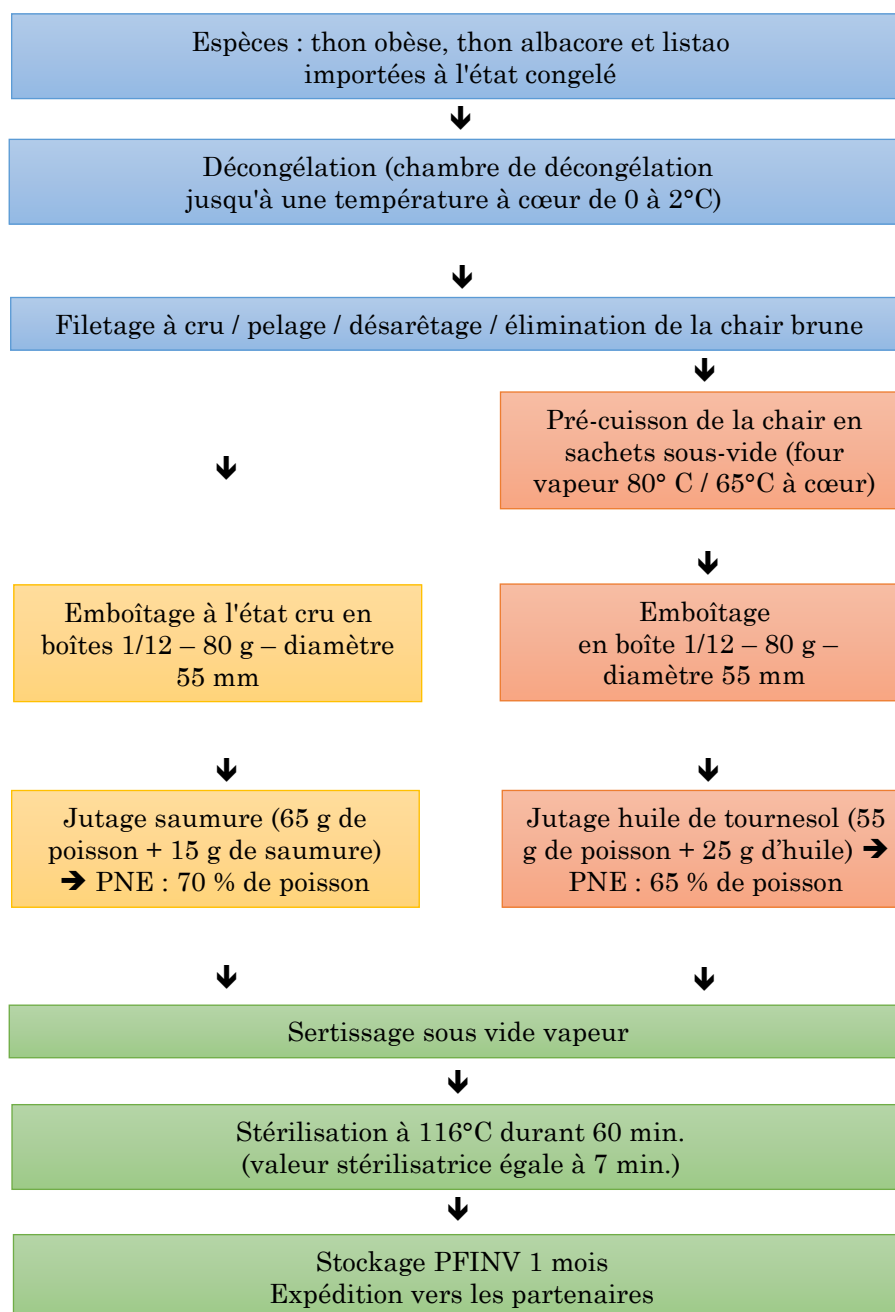 Espèces : thon obèse, thon albacore et listao
importées à l'état congelé
Décongélation (chambre de décongélation
jusqu'à une température à cœur de 0 à 2°C)
Filetage à cru / pelage / désarêtage / élimination de la chair brune
Pré-cuisson de la chair en
sachets sous-vide (four
vapeur 80° C / 65°C à cœur)
Emboîtage à l'état cru en
boîtes 1/12 – 80 g – diamètre
55 mm
Emboîtage
en boîte 1/12 – 80 g –
diamètre 55 mm
Jutage saumure (65 g de
poisson + 15 g de saumure)
➔ PNE : 70 % de poisson
Jutage huile de tournesol (55
g de poisson + 25 g d’huile) ➔
PNE : 65 % de poisson
Sertissage sous vide vapeur
Stérilisation à 116°C durant 60 min.
(valeur stérilisatrice égale à 7 min.)
Stockage PFINV 1 mois
Expédition vers les partenaires